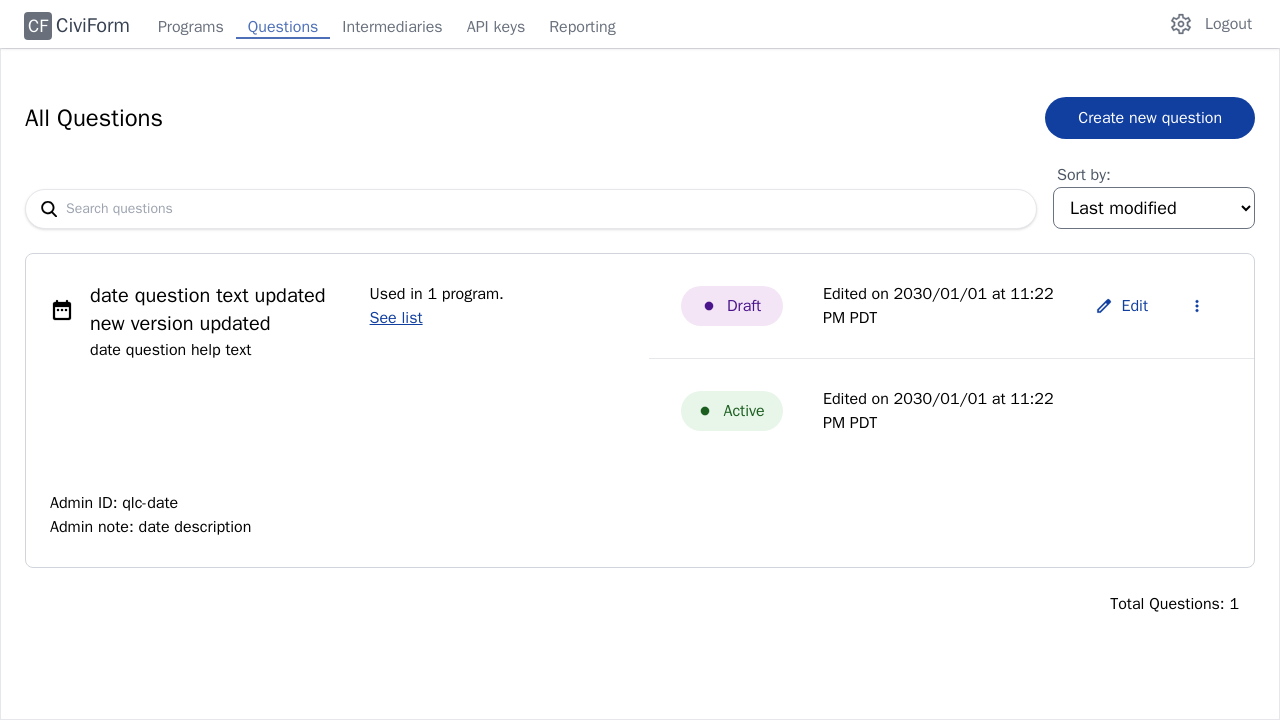 CF CiviForm Programs Questions Intermediaries API keys Reporting Logout
All Questions
Create new question
Sort by:
Search questions
Last modified
date question text updated
new version updated
date question help text
Used in 1 program.
See list
Draft
Edited on 2030/01/01 at 11:22
PM PDT
Edit
Active
Edited on 2030/01/01 at 11:22
PM PDT
Admin ID: qlc-date
Admin note: date description
Total Questions: 1